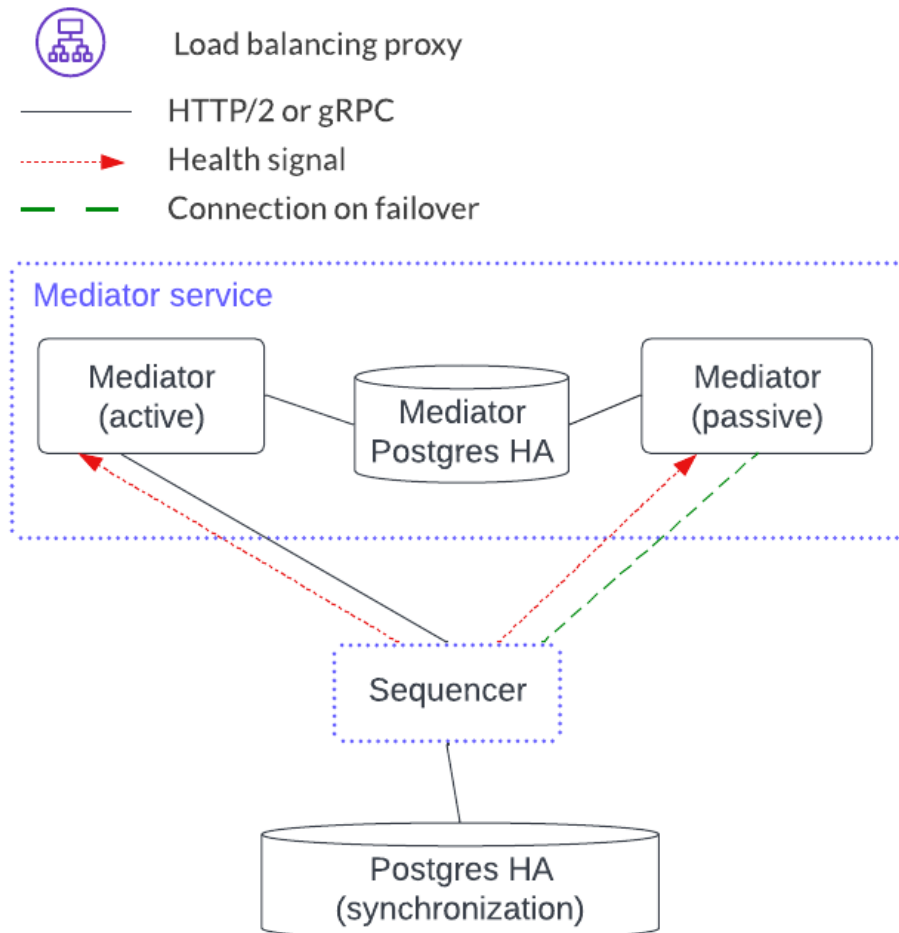 Load balancing proxy
HTTP/2 or gRPC
Health signal
Connection on failover
Mediator service
Mediator
(active)
Mediator
Postgres HA
Mediator
(passive)
Sequencer
Postgres HA
(synchronization)